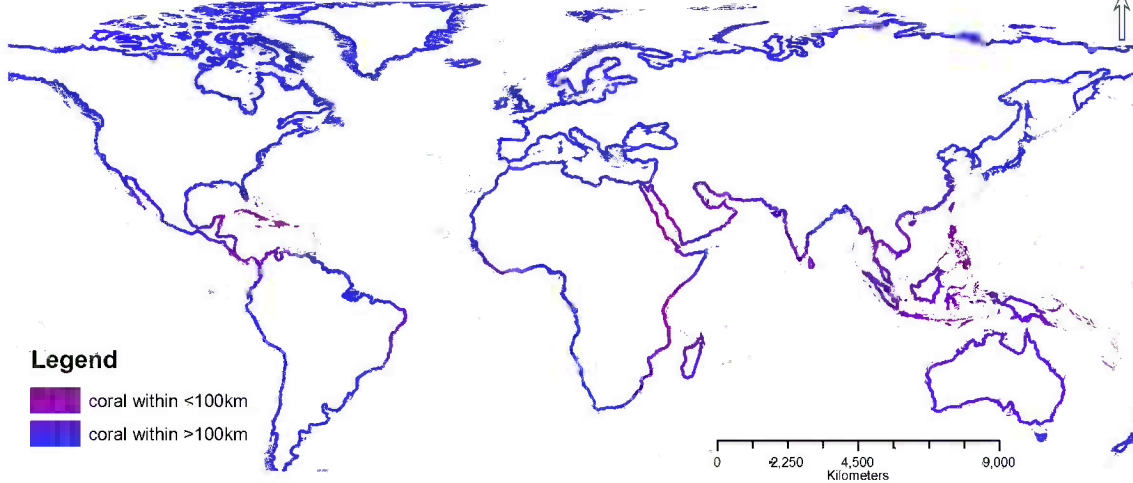 Legend
coral within <100km
coral within >100km
0 2,250 4,500 9,000
Kilometers